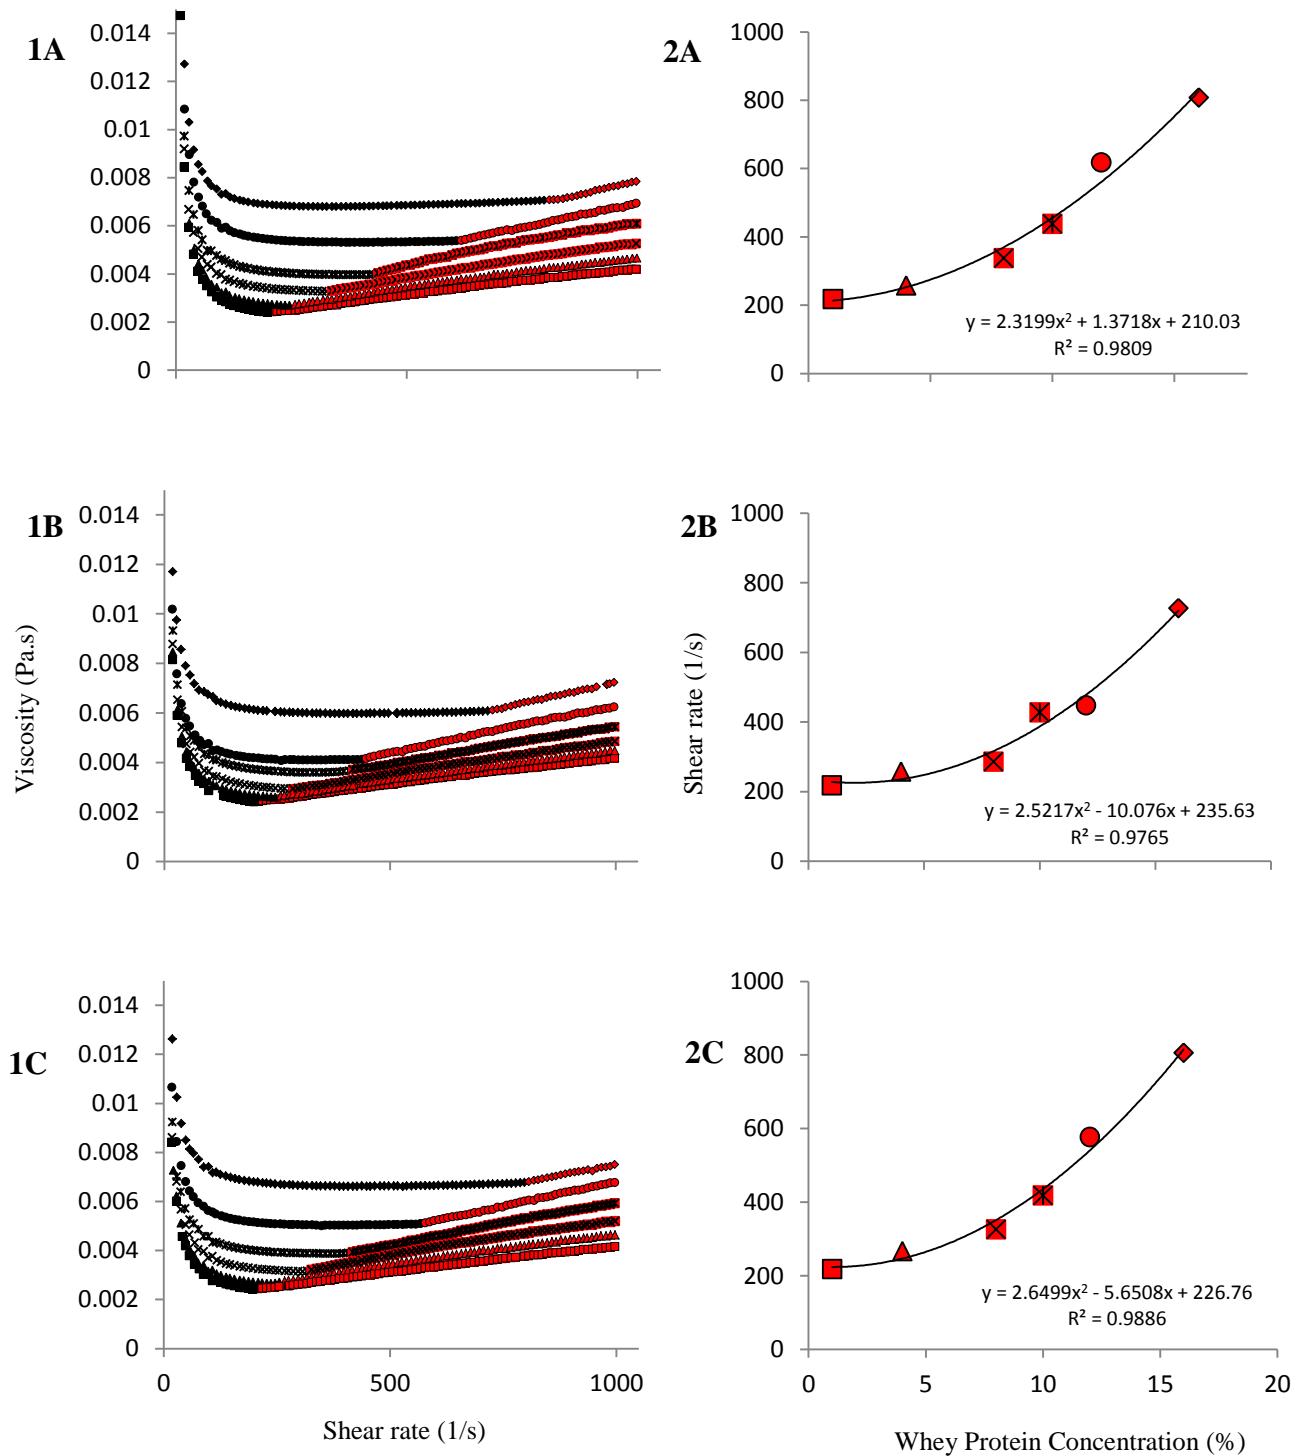 1A
0.014
0.012
0.01
0.008
0.006
0.004
0.002
0
2A
1000
800
600
400
200
0
y = 2.3199x² + 1.3718x + 210.03
R² = 0.9809
1B
Viscosity (Pa.s)
0.014
0.012
0.01
0.008
0.006
0.004
0.002
0
2B
Shear rate (1/s)
1000
800
600
400
200
0
y = 2.5217x² - 10.076x + 235.63
R² = 0.9765
1C
0.014
0.012
0.01
0.008
0.006
0.004
0.002
0
0 500 1000
Shear rate (1/s)
2C
1000
800
600
400
200
0
y = 2.6499x² - 5.6508x + 226.76
R² = 0.9886
0 5 10 15 20
Whey Protein Concentration (%)